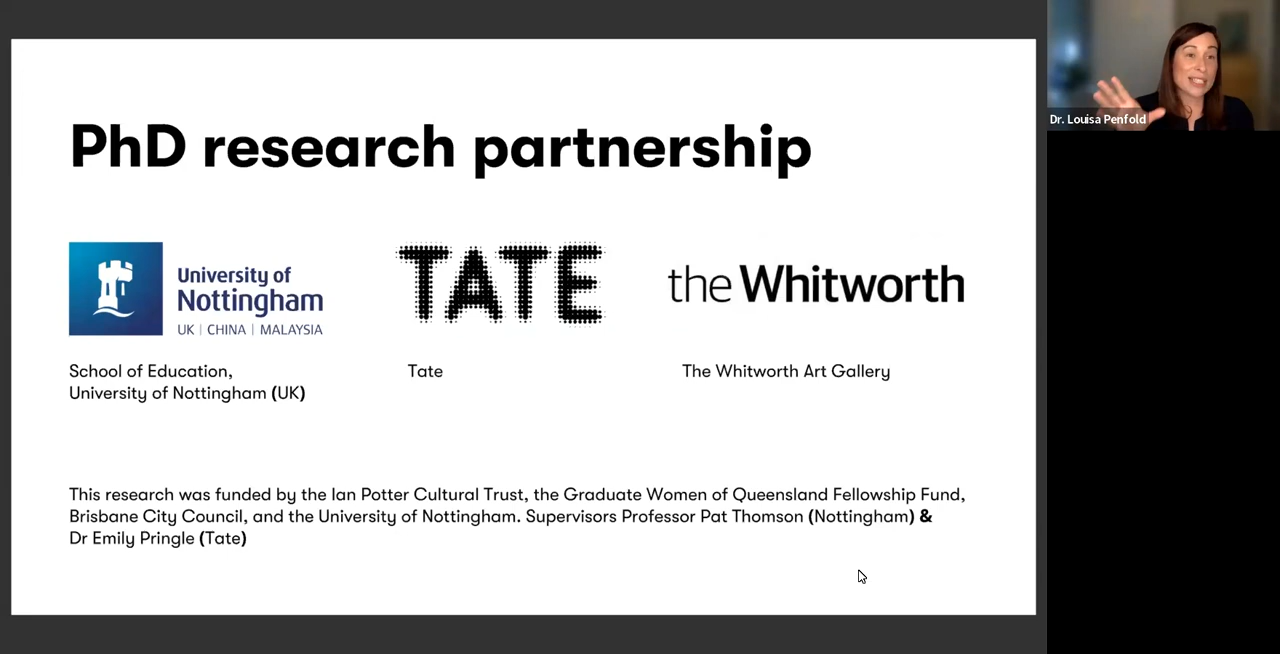 PhD research partnership
University of
Nottingham
UK | CHINA | MALAYSIA
TATE
the Whitworth
School of Education,
University of Nottingham (UK)
Tate
The Whitworth Art Gallery
This research was funded by the Ian Potter Cultural Trust, the Graduate Women of Queensland Fellowship Fund,
Brisbane City Council, and the University of Nottingham. Supervisors Professor Pat Thomson (Nottingham) &
Dr Emily Pringle (Tate)
Dr. Louisa Penfold